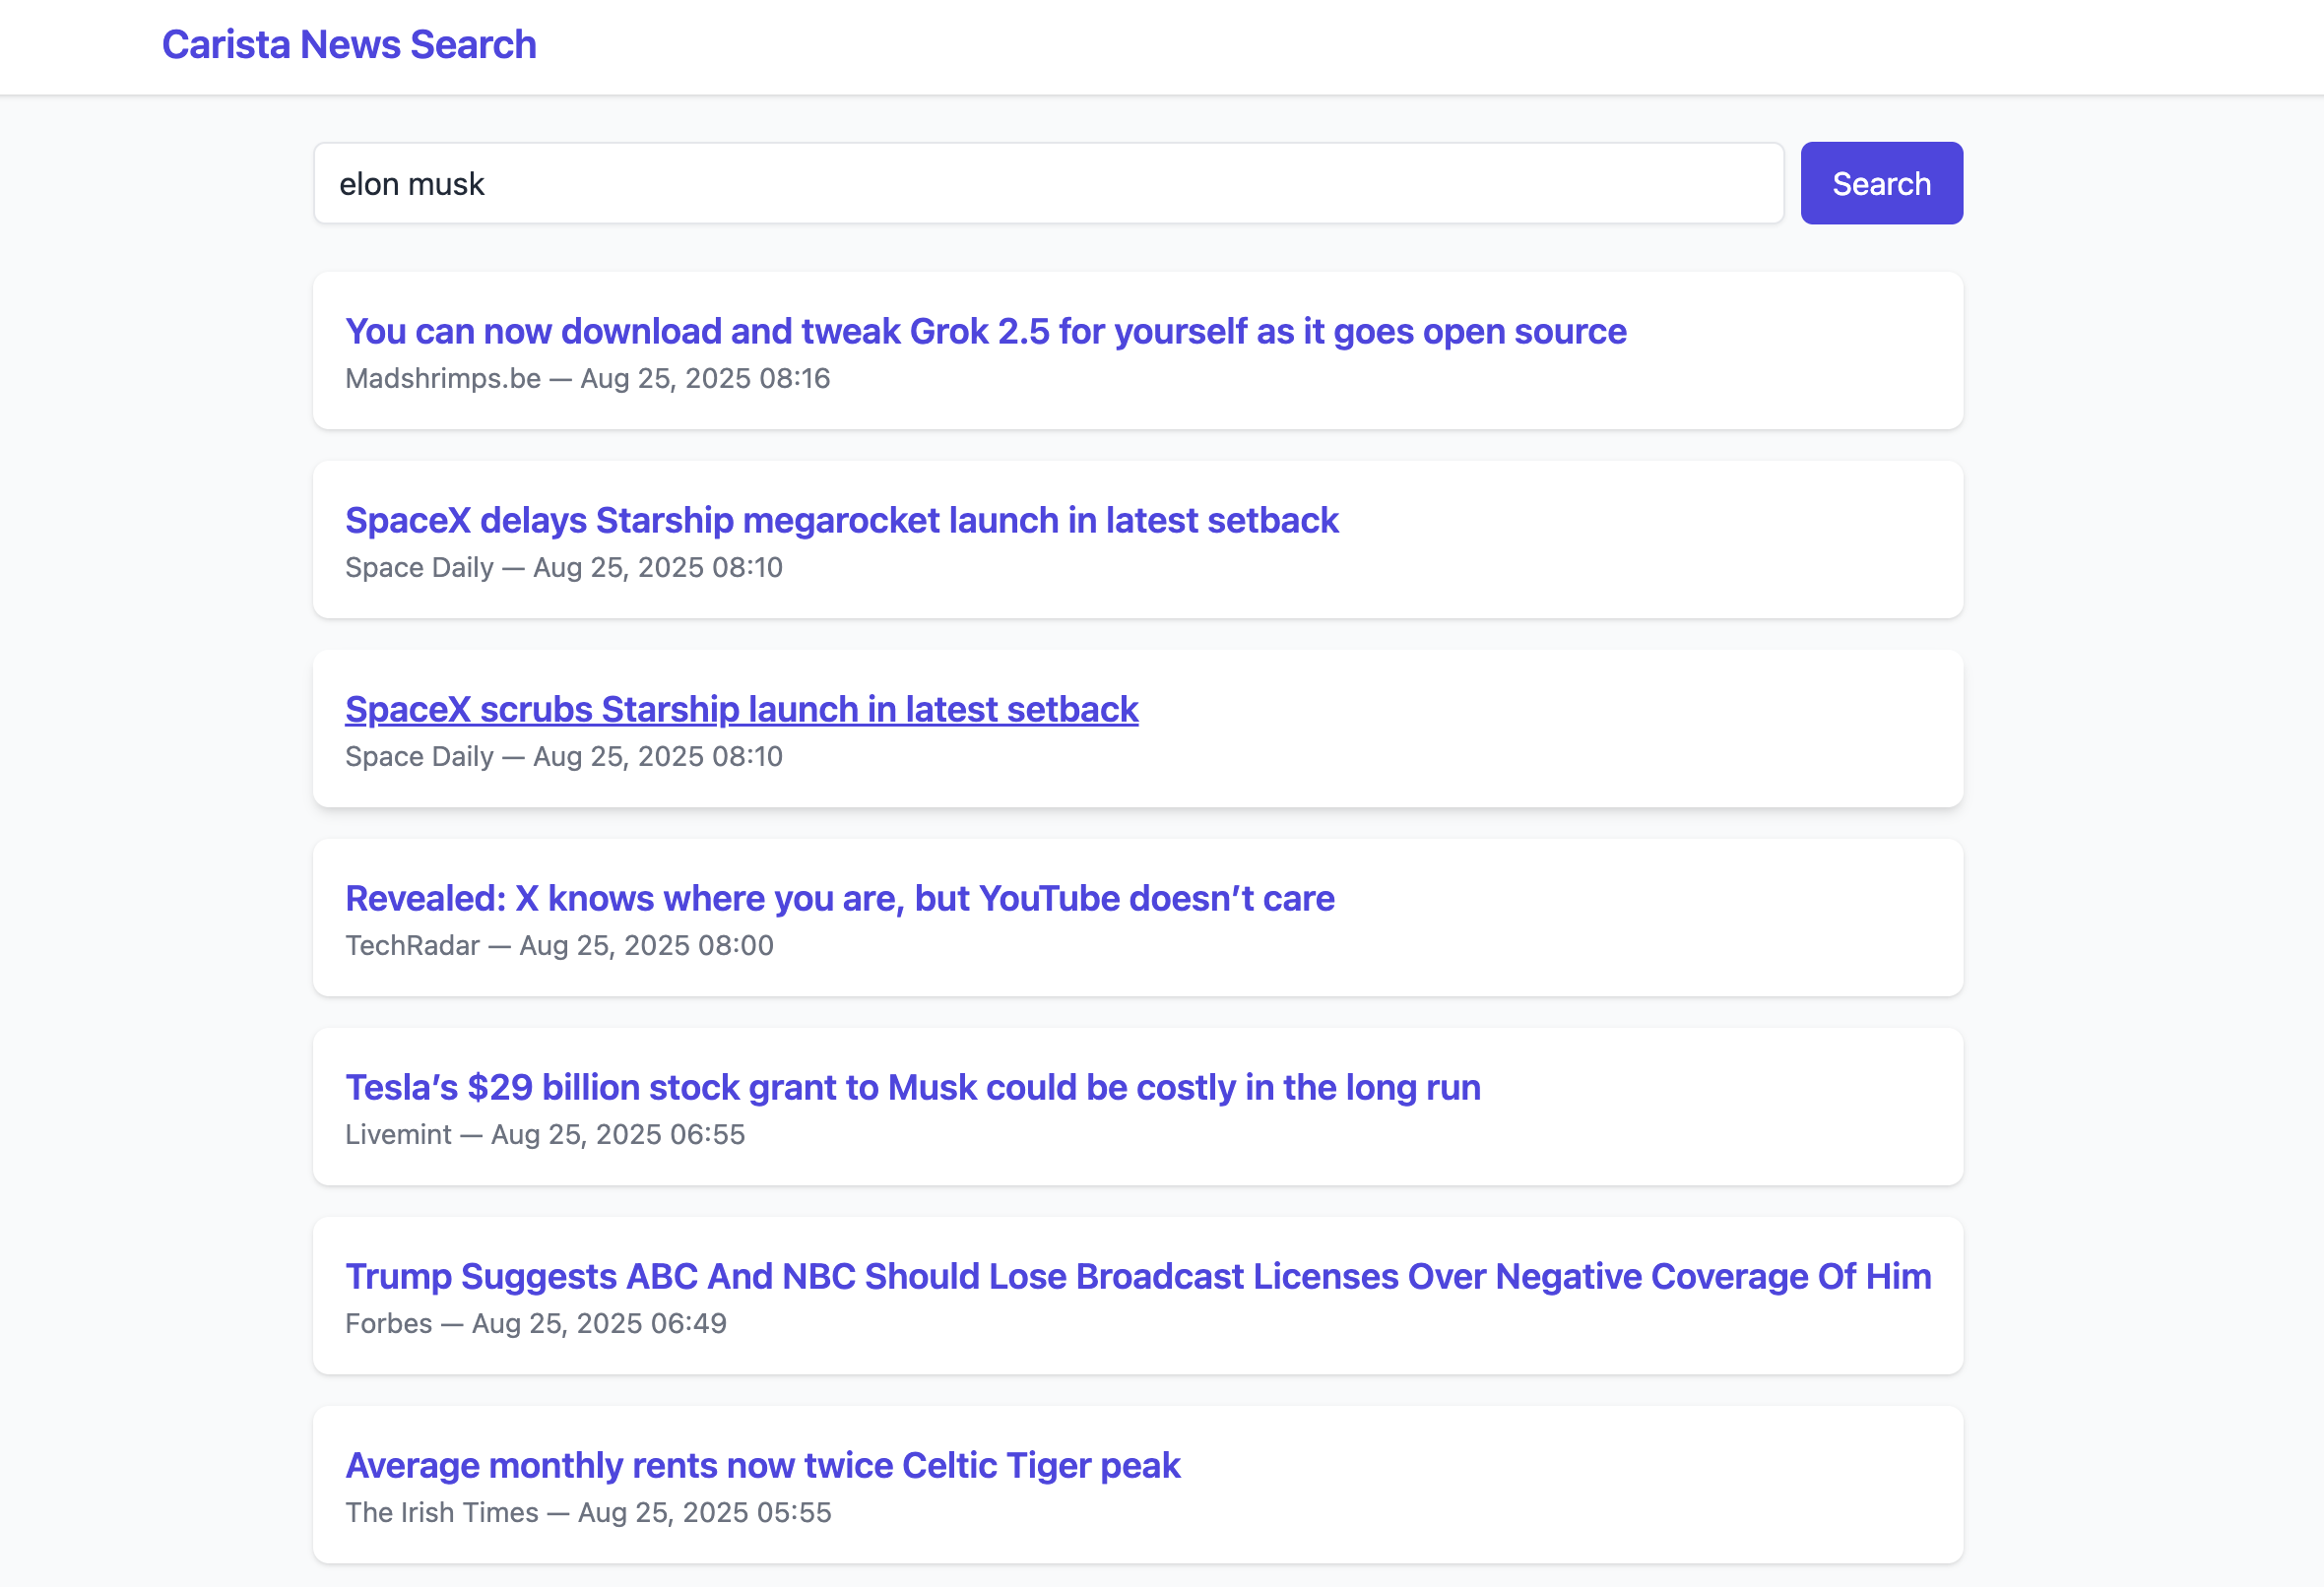 Carista News Search
elon musk
Search
You can now download and tweak Grok 2.5 for yourself as it goes open source
Madshrimps.be — Aug 25, 2025 08:16
SpaceX delays Starship megarocket launch in latest setback
Space Daily — Aug 25, 2025 08:10
SpaceX scrubs Starship launch in latest setback
Space Daily — Aug 25, 2025 08:10
Revealed: X knows where you are, but YouTube doesn’t care
TechRadar — Aug 25, 2025 08:00
Tesla’s $29 billion stock grant to Musk could be costly in the long run
Livemint — Aug 25, 2025 06:55
Trump Suggests ABC And NBC Should Lose Broadcast Licenses Over Negative Coverage Of Him
Forbes — Aug 25, 2025 06:49
Average monthly rents now twice Celtic Tiger peak
The Irish Times — Aug 25, 2025 05:55